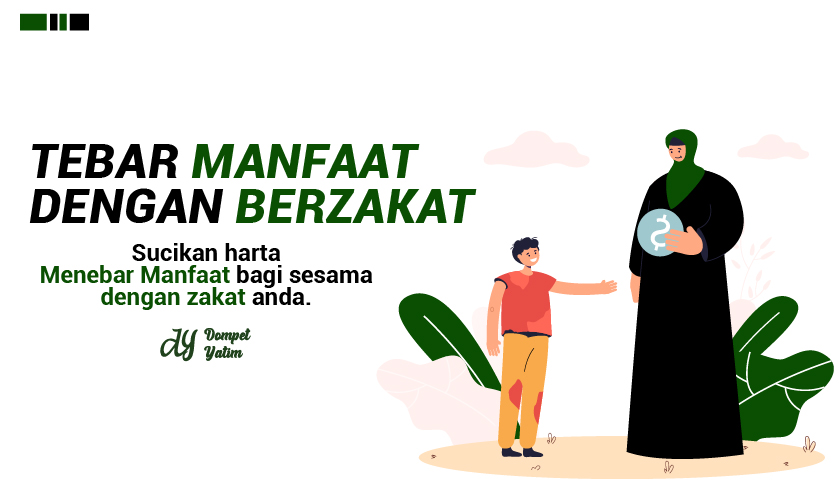 TEBAR MANFAAT
DENGAN BERZAKAT
Sucikan harta
Menebar Manfaat bagi sesama
dengan zakat anda.
Dompet
Yatim